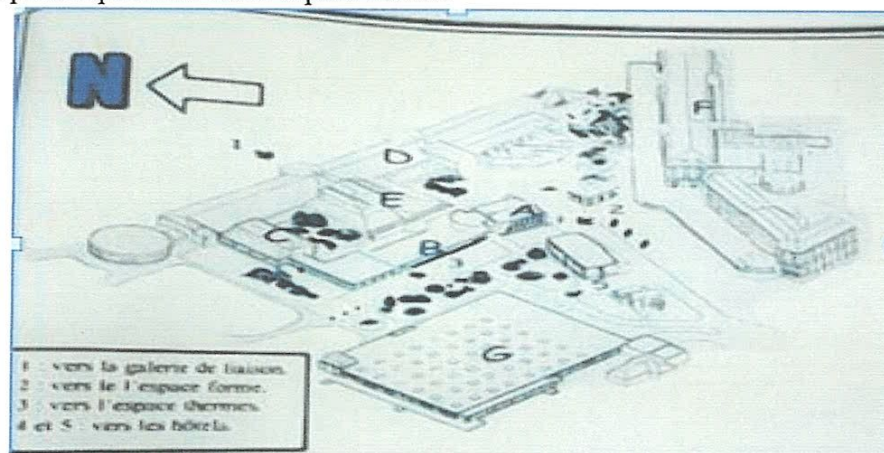 N
1
D
F
E
2
A
C
B
3
G
1 : vers la galerie de liaison.
2 : vers le l'espace forme.
3 : vers l'espace thermes.
4 et 5 : vers les hôtels.